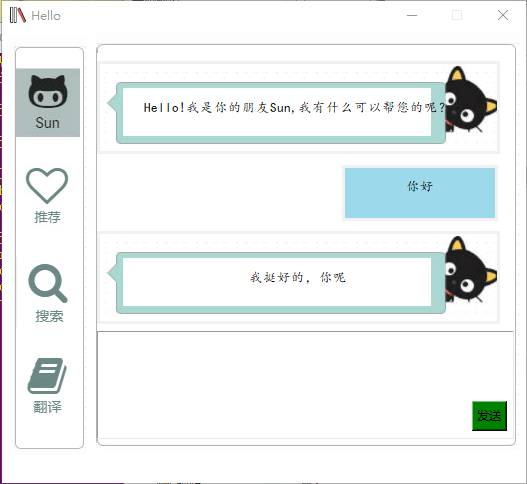 Hello
Sun
推荐
搜索
翻译
Hello!我是你的朋友Sun,我有什么可以帮您的呢?
你好
我挺好的，你呢
发送